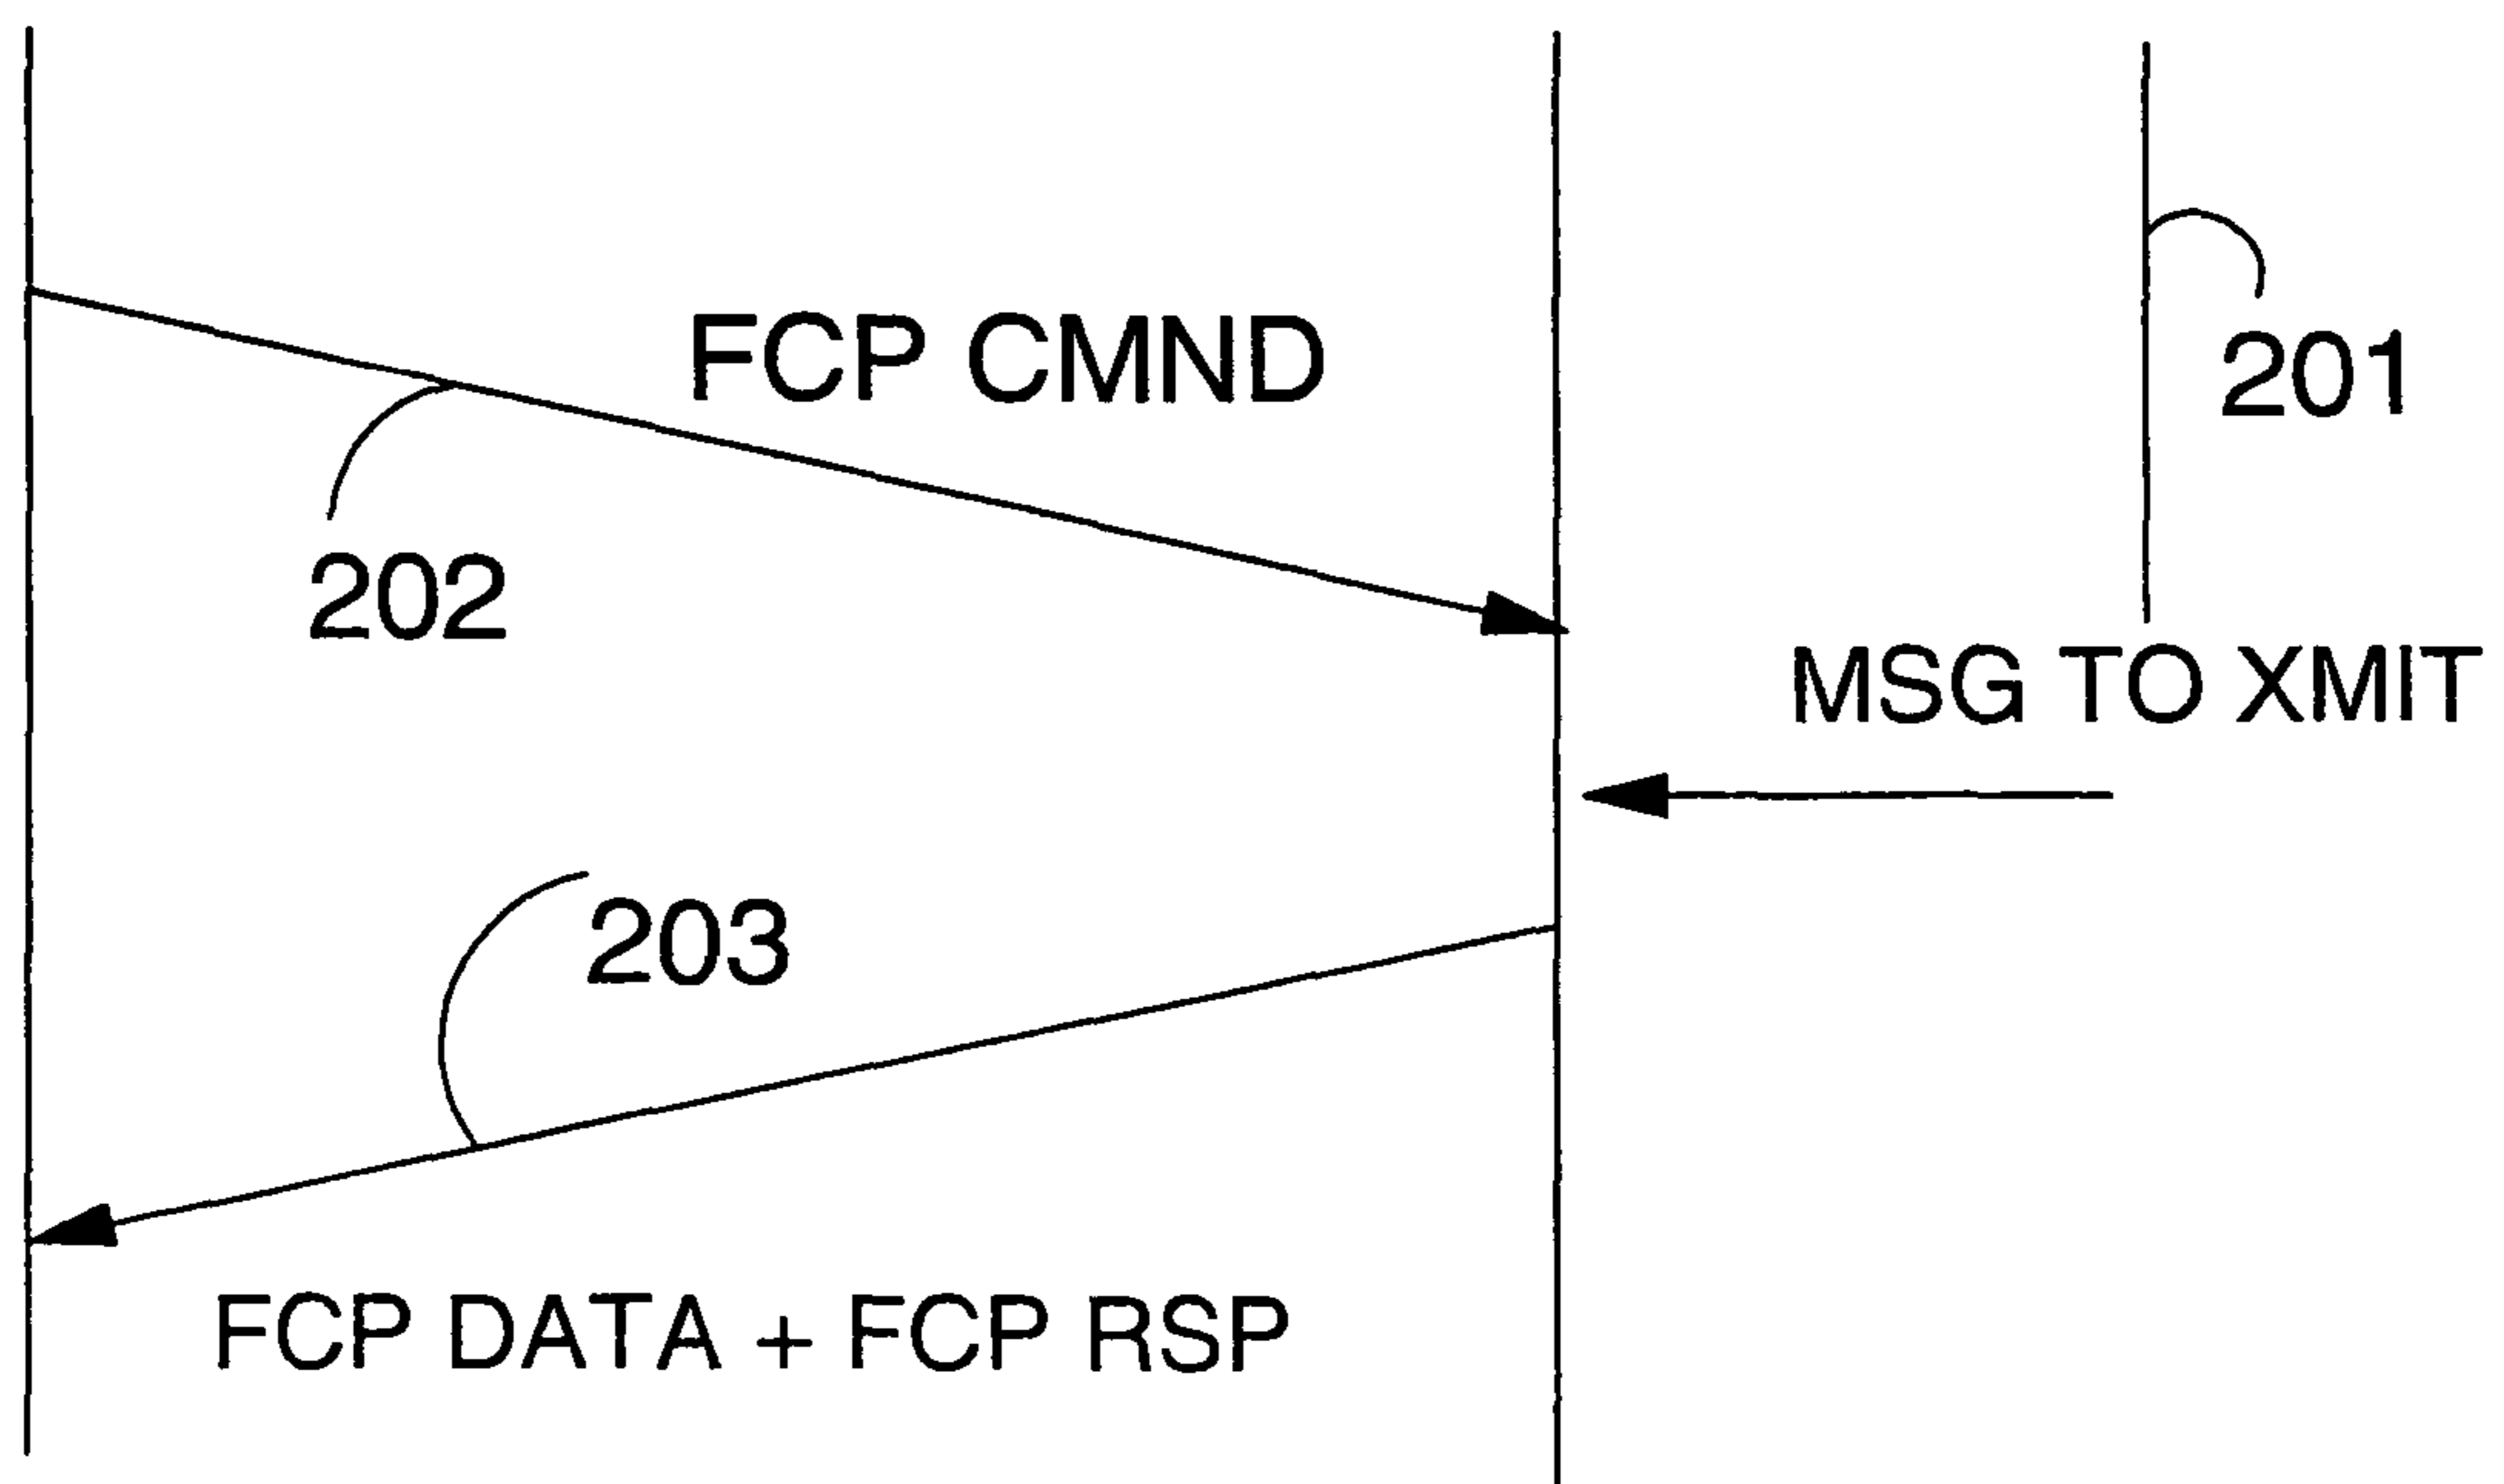 FCP CMND
201
202
MSG TO XMIT
203
FCP DATA + FCP RSP